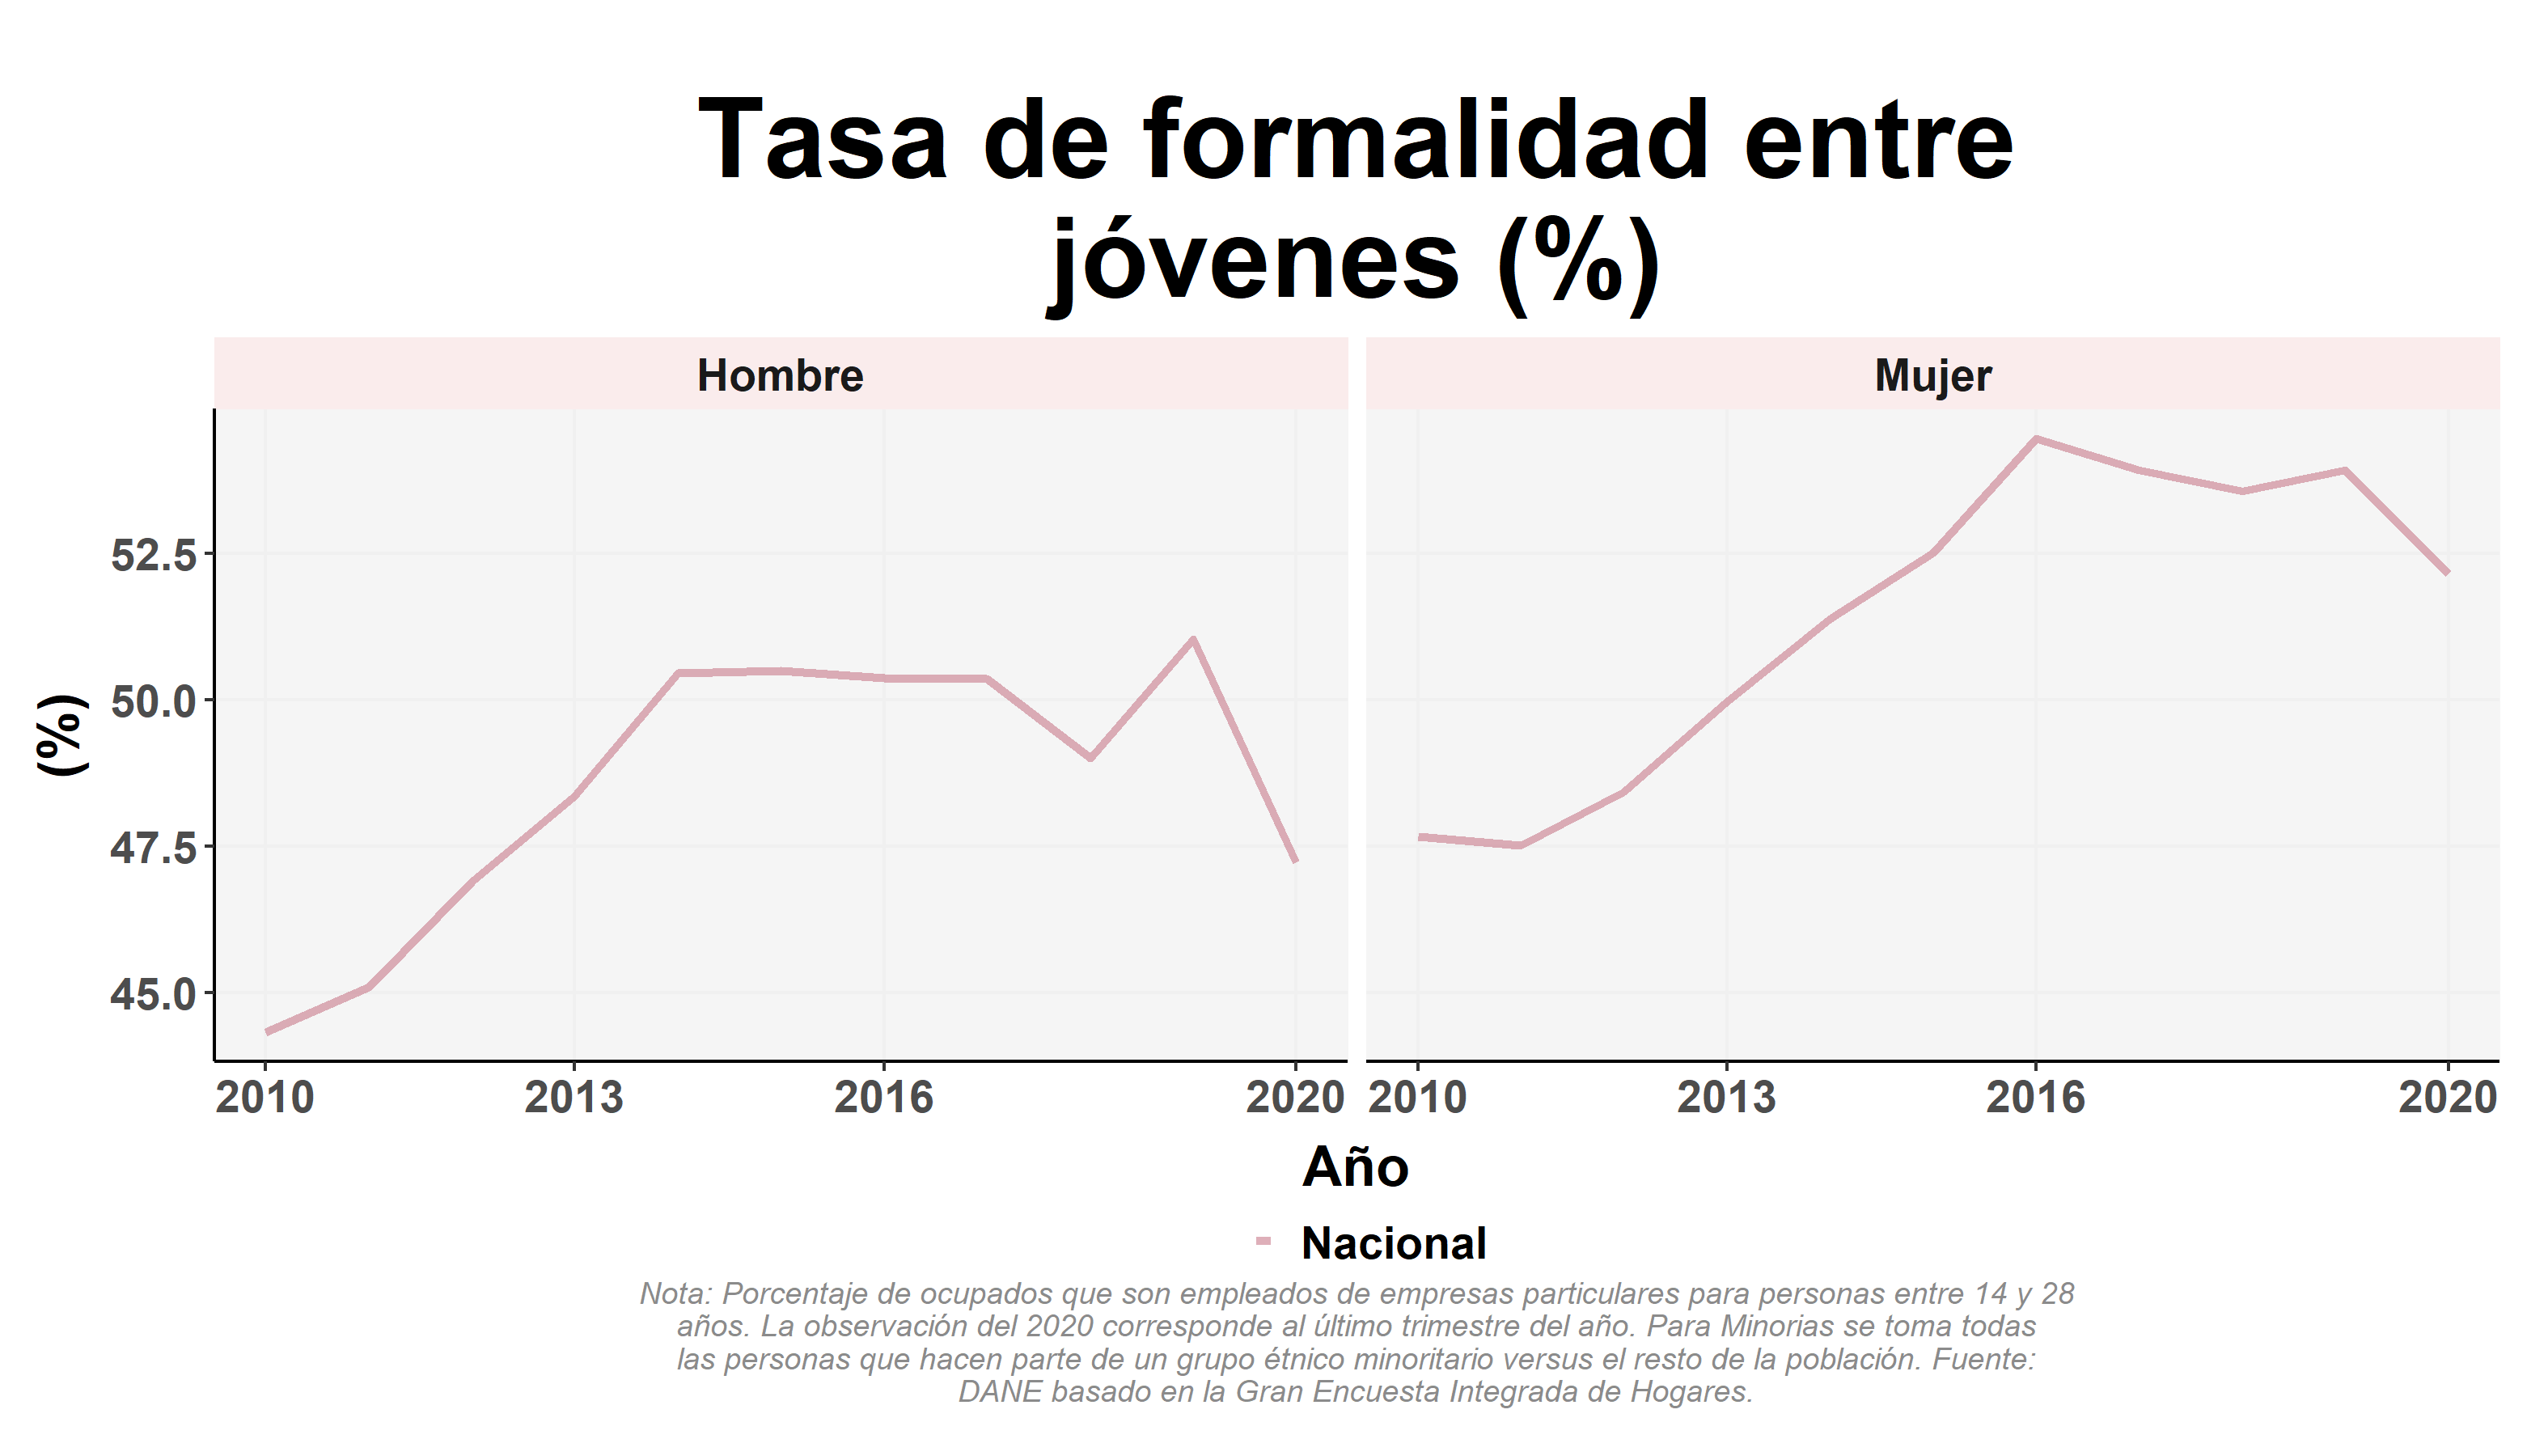 Tasa de formalidad entre
jóvenes (%)
Hombre
Mujer
(%)
52.5
50.0
47.5
45.0
2010
2013
2016
2020
2010
2013
2016
2020
Año
Nacional
Nota: Porcentaje de ocupados que son empleados de empresas particulares para personas entre 14 y 28
años. La observación del 2020 corresponde al último trimestre del año. Para Minorias se toma todas
las personas que hacen parte de un grupo étnico minoritario versus el resto de la población. Fuente:
DANE basado en la Gran Encuesta Integrada de Hogares.